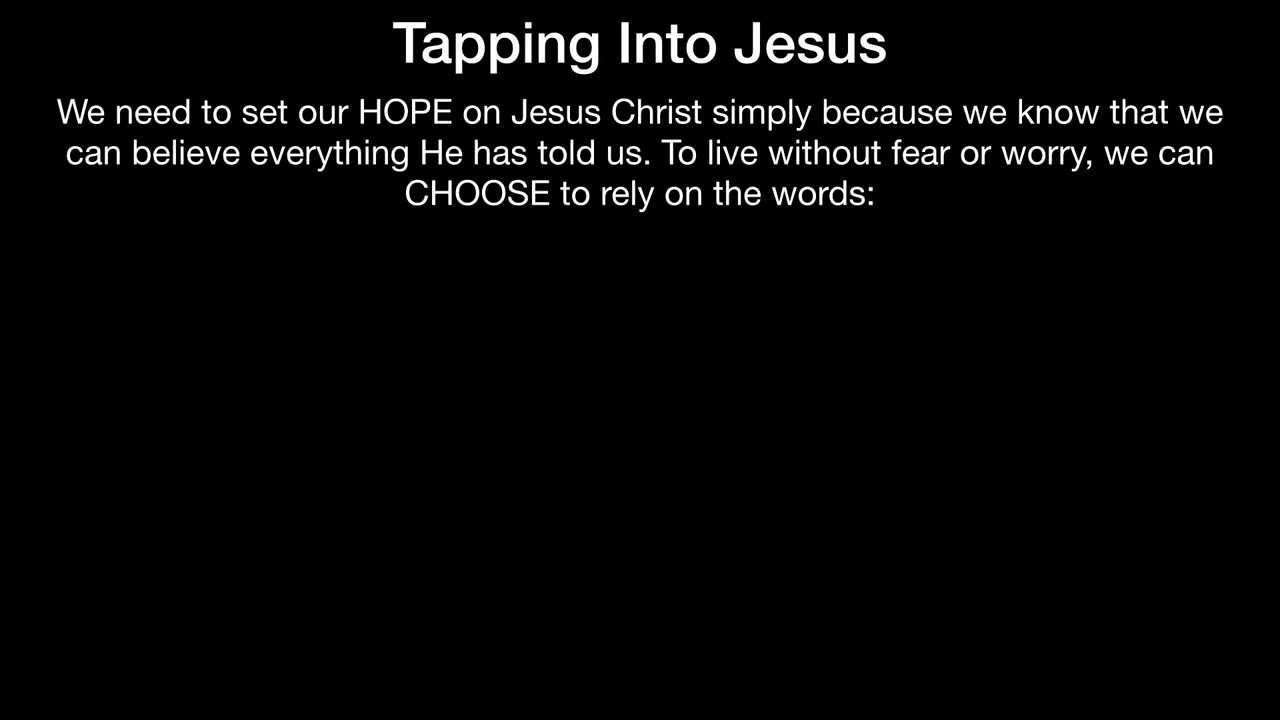 Tapping Into Jesus
We need to set our HOPE on Jesus Christ simply because we know that we
can believe everything He has told us. To live without fear or worry, we can
CHOOSE to rely on the words: